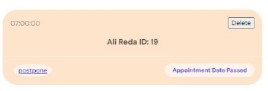 07:00:00
Delete
Ali Reda ID: 19
postpone
Appointment Date Passed